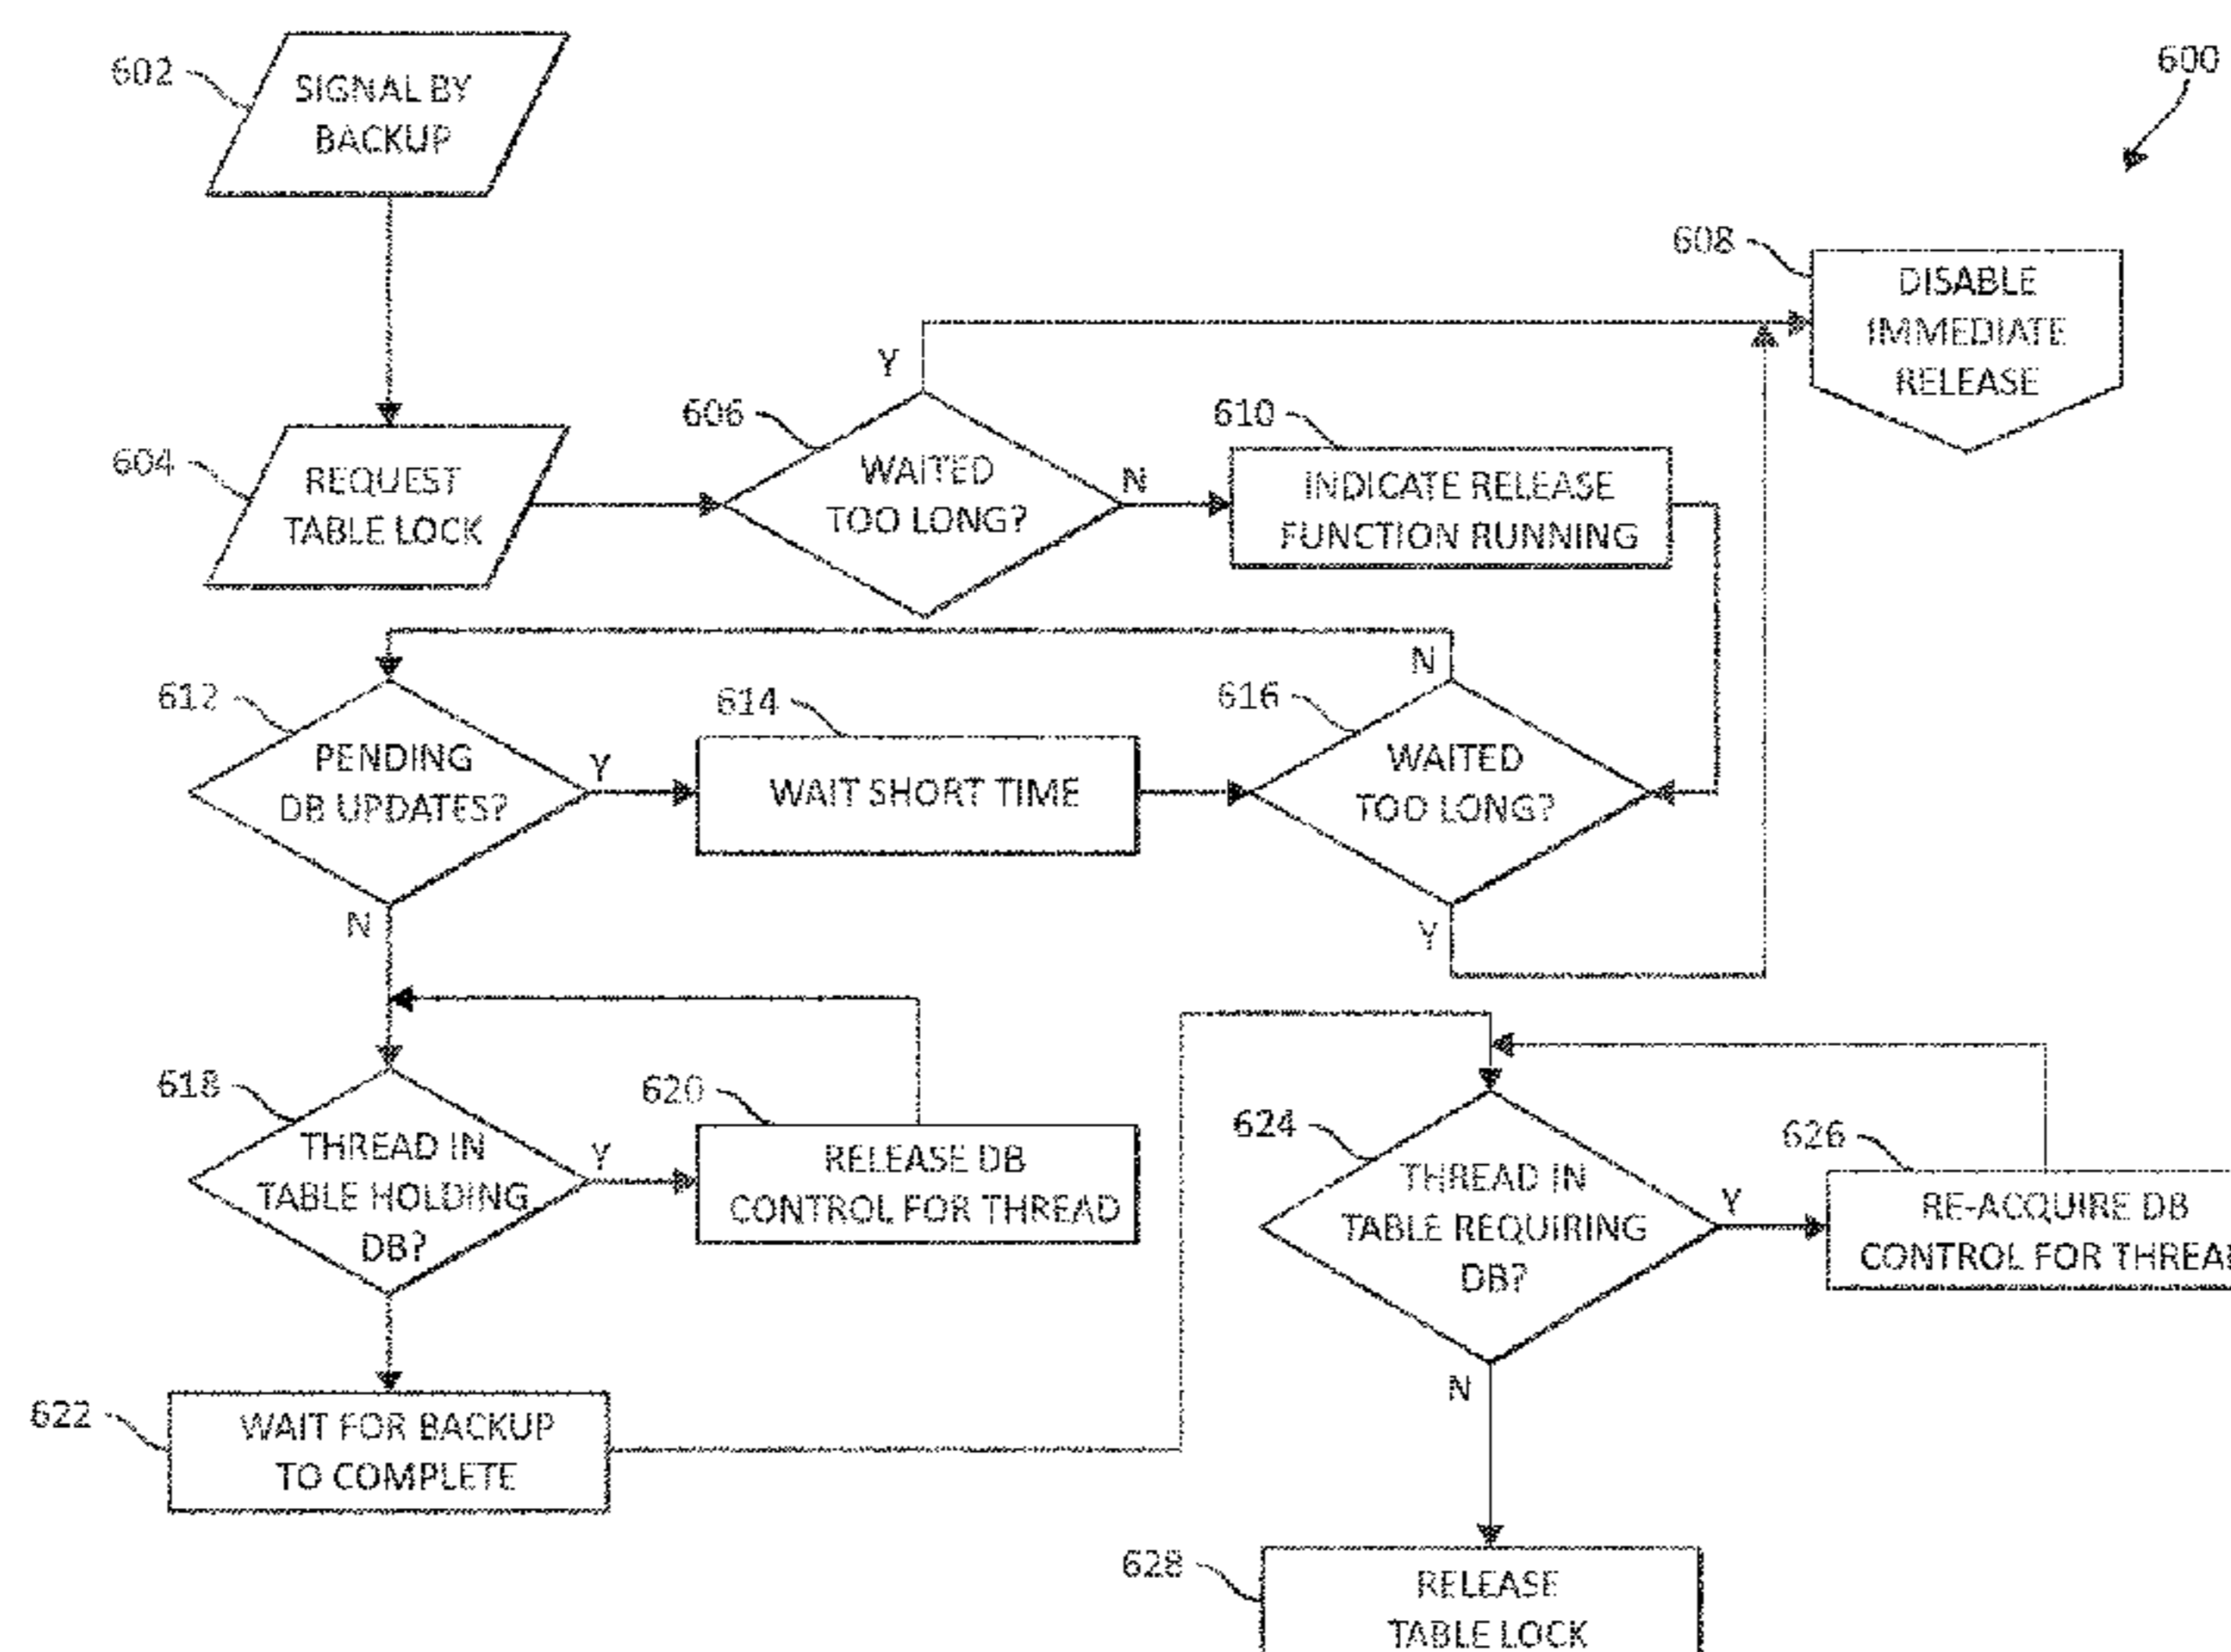 600
602
SIGNAL BY
BACKUP
604
REQUEST
TABLE LOCK
606
WAITED
TOO LONG?
Y
N
608
DISABLE
IMMEDIATE
RELEASE
610
INDICATE RELEASE
FUNCTION RUNNING
612
PENDING
DB UPDATES?
Y
N
614
WAIT SHORT TIME
616
WAITED
TOO LONG?
N
Y
618
THREAD IN
TABLE HOLDING
DB?
Y
620
RELEASE DB
CONTROL FOR THREAD
622
WAIT FOR BACKUP
TO COMPLETE
624
THREAD IN
TABLE REQUIRING
DB?
Y
N
626
RE-ACQUIRE DB
CONTROL FOR THREA
628
RELEASE
TABLE LOCK